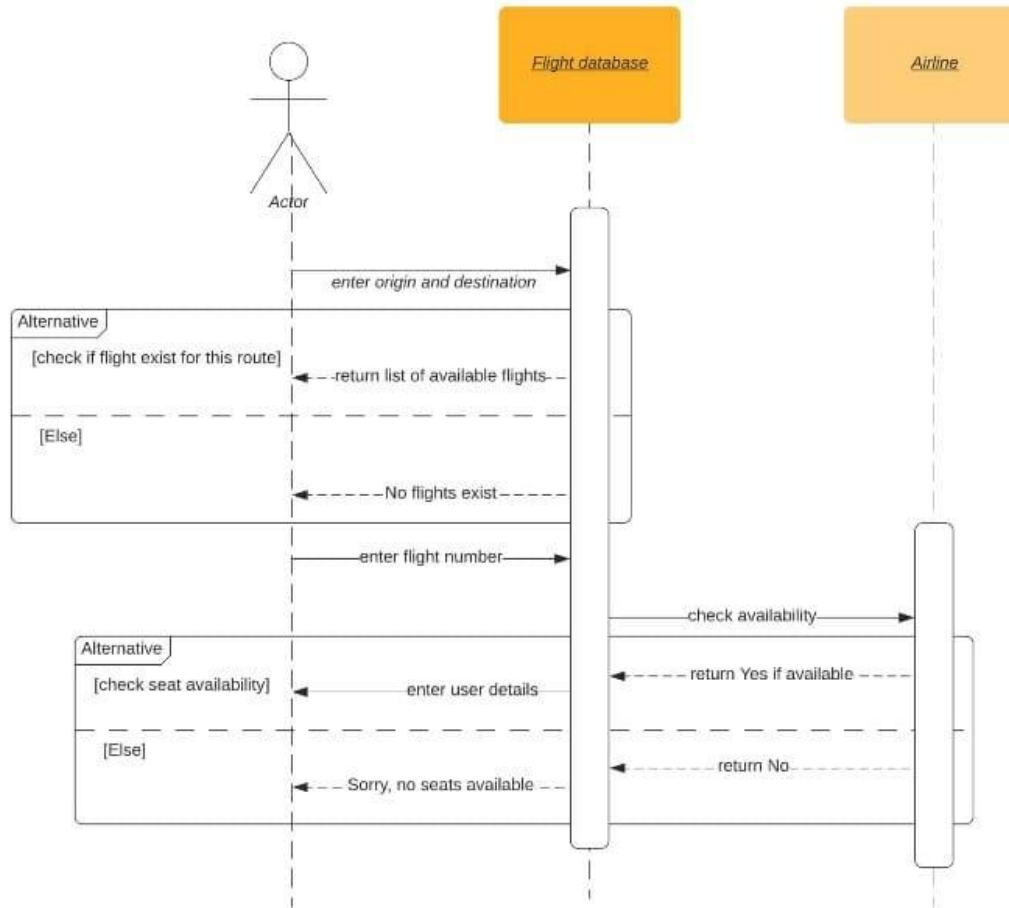 Flight database
Airline
Actor
enter origin and destination
Alternative
[check if flight exist for this route]
return list of available flights
[Else]
No flights exist
enter flight number
check availability
Alternative
return Yes if available
[check seat availability]
enter user details
[Else]
return No
Sorry, no seats available